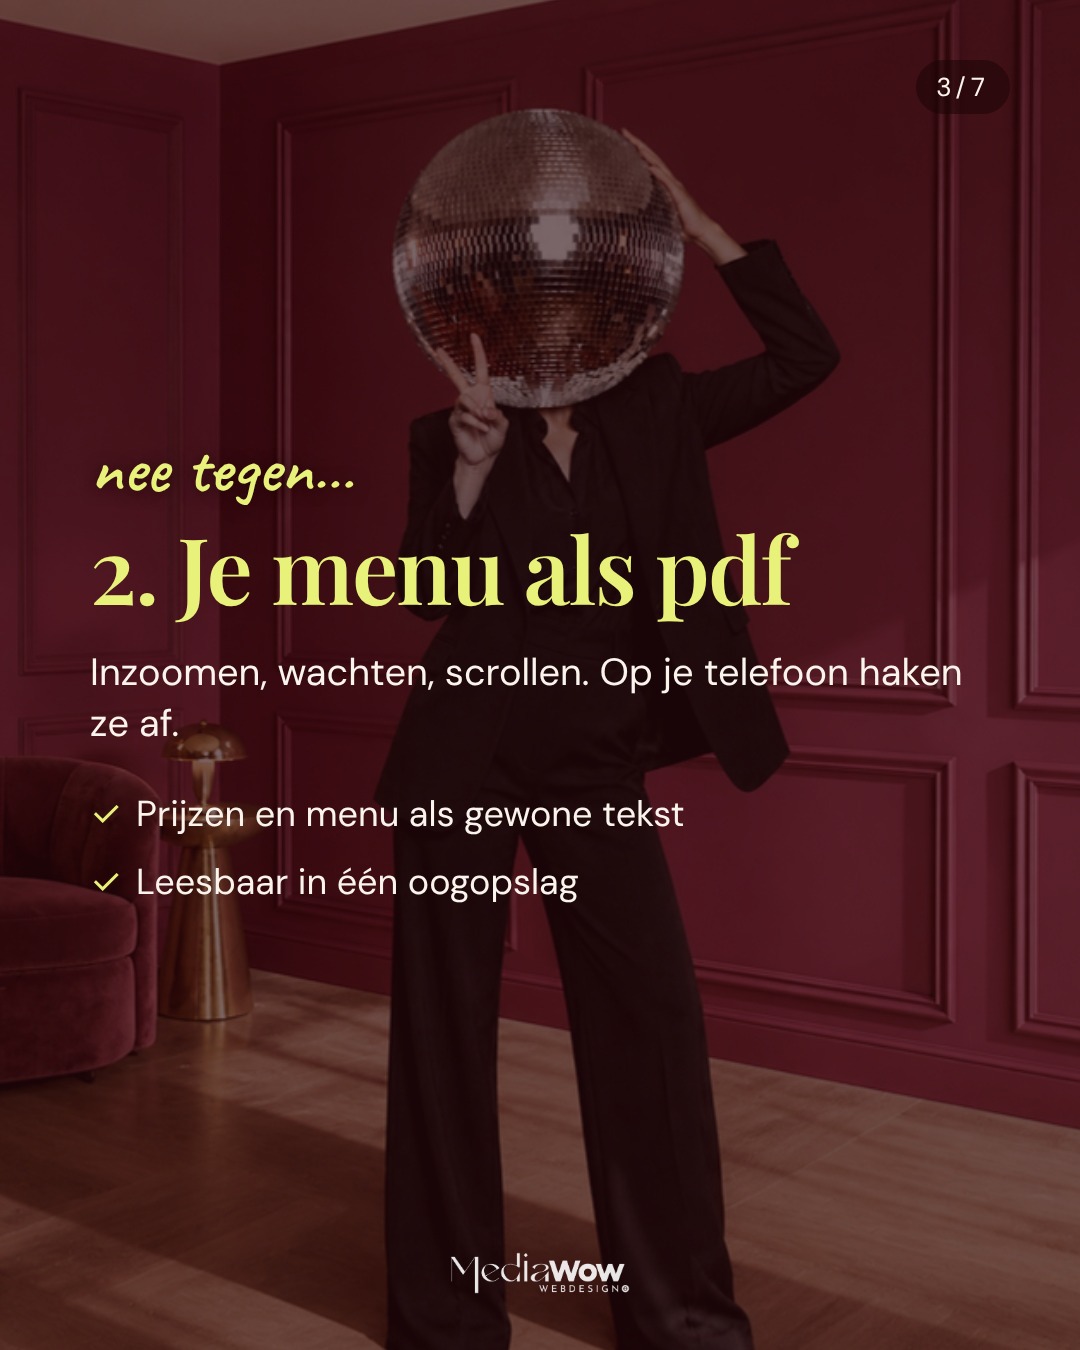 3/7
nee tegen...
2. Je menu als pdf
Inzoomen, wachten, scrollen. Op je telefoon haken
ze af.
✓ Prijzen en menu als gewone tekst
✓ Leesbaar in één oogopslag
MediaWow
WEBDESIGN